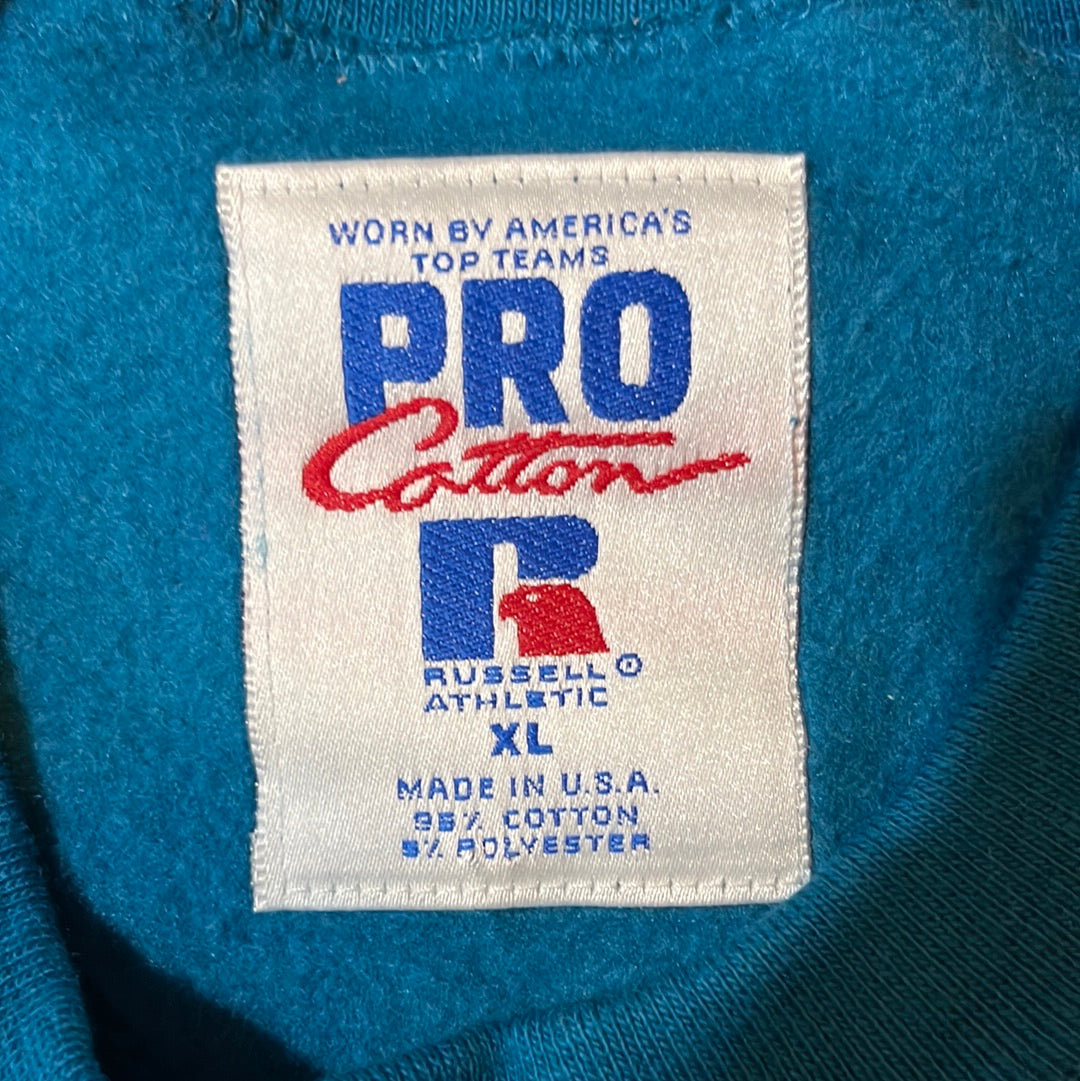 WORN BY AMERICA'S
TOP TEAMS
PRO
Cotton
R
RUSSELL ®
ATHLETIC
XL
MADE IN U.S.A.
95% COTTON
5% POLYESTER